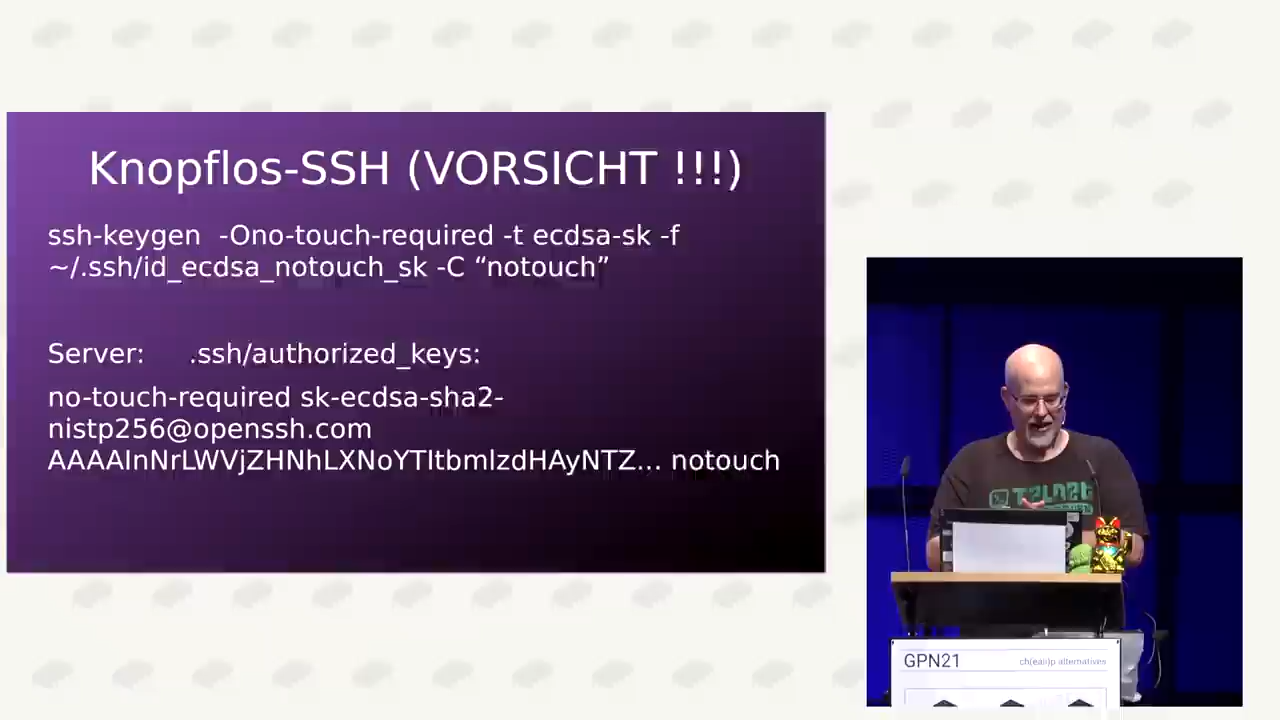 Knopflos-SSH (VORSICHT !!!)
ssh-keygen  -Ono-touch-required -t ecdsa-sk -f
~/.ssh/id_ecdsa_notouch_sk -C “notouch”
Server:     .ssh/authorized_keys:
no-touch-required sk-ecdsa-sha2-
nistp256@openssh.com
AAAAInNrLWVjZHNhLXNoYTItbmlzdHAyNTZ... notouch
telnet
GPN21
ch(eai)p alternatives